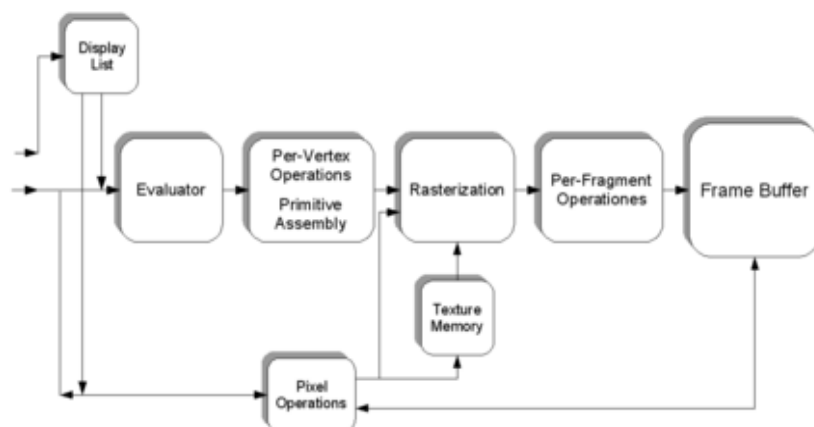 Display
List
Evaluator
Per-Vertex
Operations
Primitive
Assembly
Rasterization
Per-Fragment
Operationes
Frame Buffer
Texture
Memory
Pixel
Operations